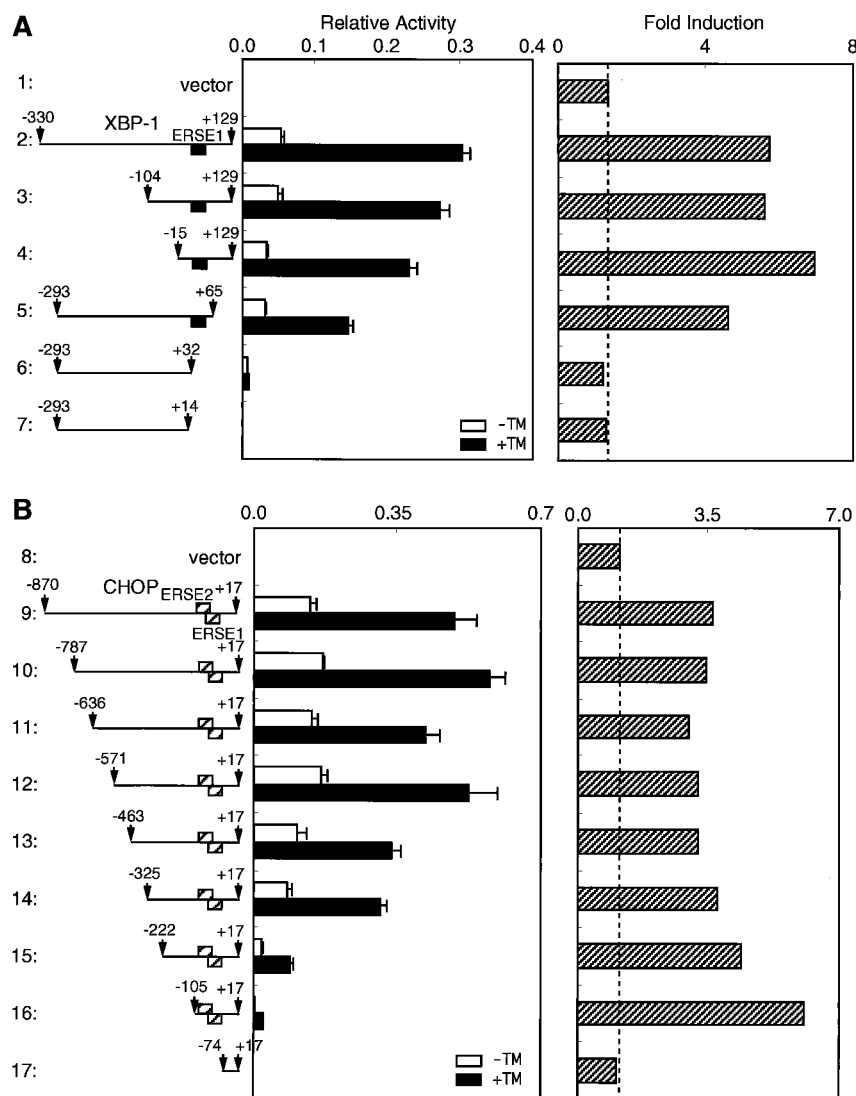 A
Relative Activity
Fold Induction
0.0 0.1 0.2 0.3 0.4
0 4 8
1: vector
-330 XBP-1 +129
ERSE1
2:
-104 +129
3:
-15 +129
4:
-293 +65
5:
-293 +32
6:
-293 +14
7:
-TM
+TM
B
0.0 0.35 0.7
0.0 3.5 7.0
8: vector
-870 CHOP ERSE2 +17
9:
ERSE1
-787 +17
10:
-636 +17
11:
-571 +17
12:
-463 +17
13:
-325 +17
14:
-222 +17
15:
-105 +17
16:
-74 +17
17:
-TM
+TM